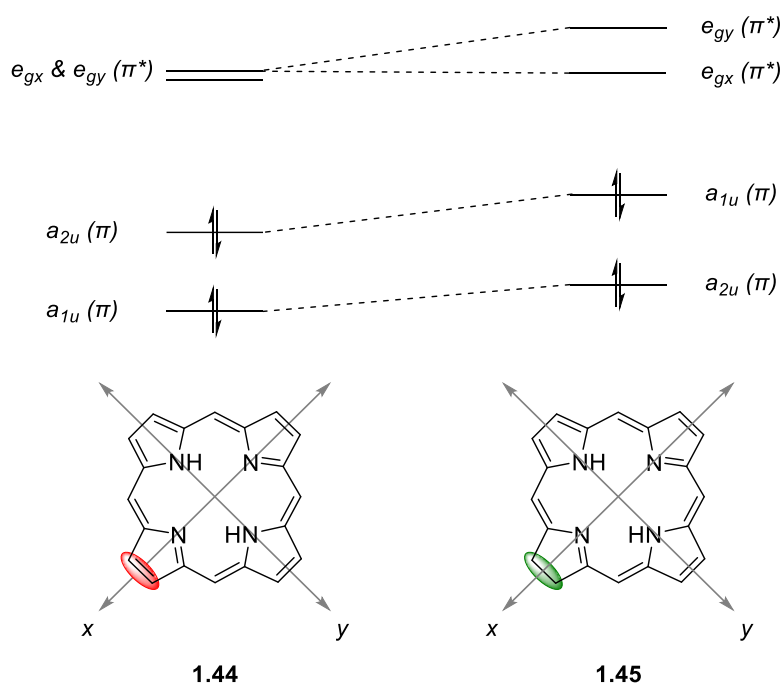 e_gy (π*)
e_gx & e_gy (π*)
e_gx (π*)
a_1u (π)
a_2u (π)
a_2u (π)
a_1u (π)
NH
N
N
HN
x
y
1.44
NH
N
N
HN
x
y
1.45